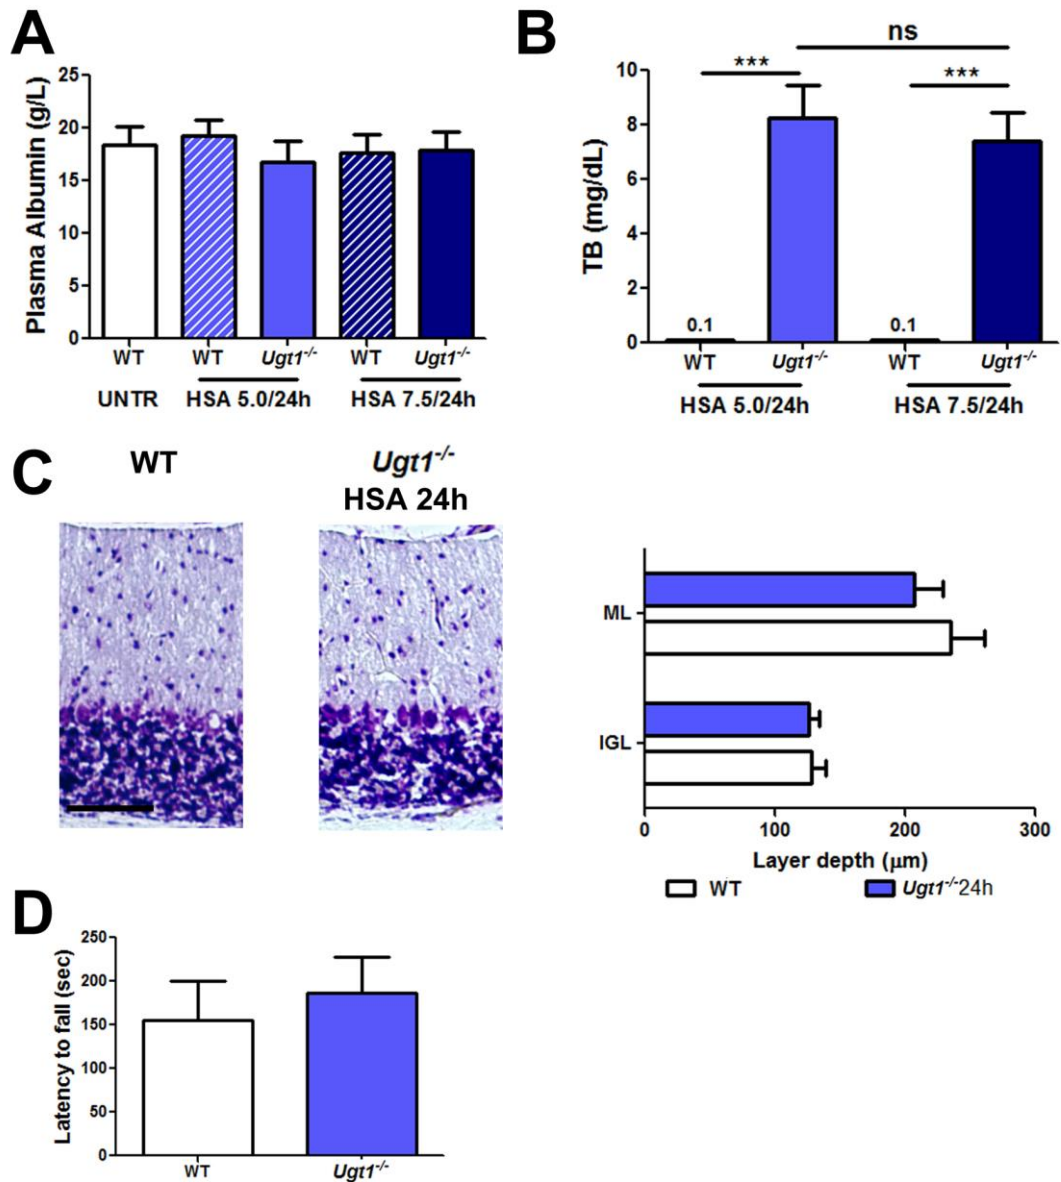 A
Plasma Albumin (g/L)
25
20
15
10
5
0
WT
WT
Ugt1-/-
WT
Ugt1-/-
UNTR
HSA 5.0/24h
HSA 7.5/24h
B
ns
***
***
TB (mg/dL)
10
8
6
4
2
0
0.1
0.1
WT
Ugt1-/-
WT
Ugt1-/-
HSA 5.0/24h
HSA 7.5/24h
C
WT
Ugt1-/-
HSA 24h
ML
IGL
0
100
200
300
Layer depth (μm)
WT
Ugt1-/-24h
D
Latency to fall (sec)
250
200
150
100
50
0
WT
Ugt1-/-